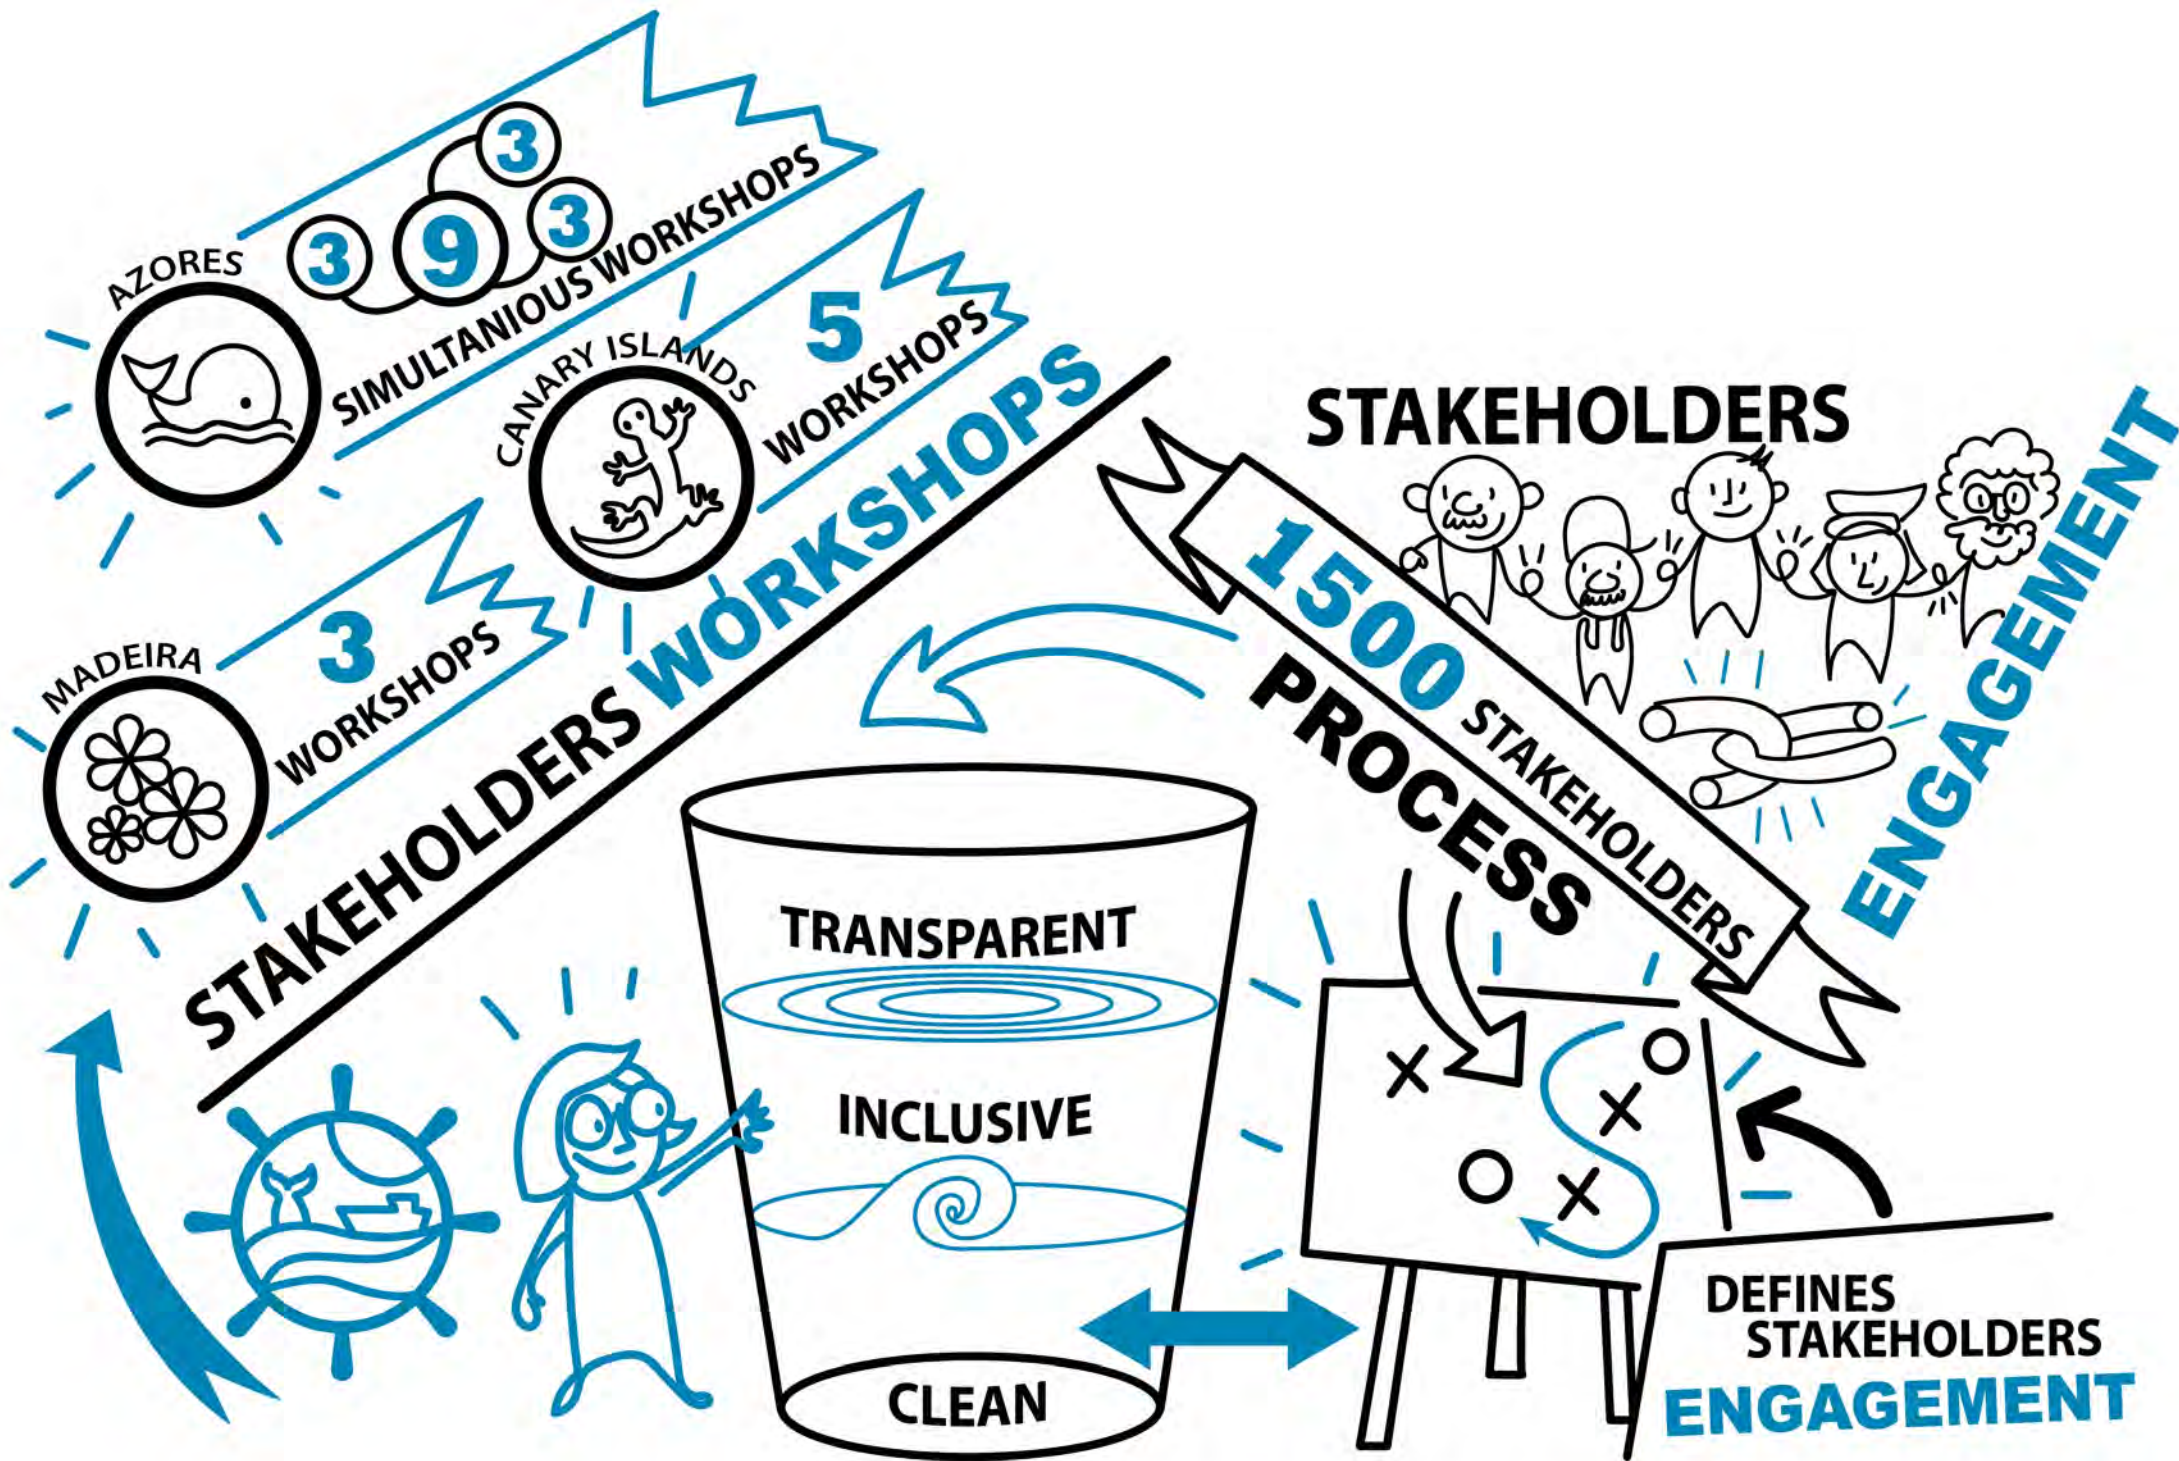 AZORES
3
3
9
3
SIMULTANIOUS WORKSHOPS
CANARY ISLANDS
5
WORKSHOPS
MADEIRA
3
WORKSHOPS
STAKEHOLDERS WORKSHOPS
STAKEHOLDERS
ENGAGEMENT
1500 STAKEHOLDERS
PROCESS
TRANSPARENT
INCLUSIVE
CLEAN
DEFINES
STAKEHOLDERS
ENGAGEMENT